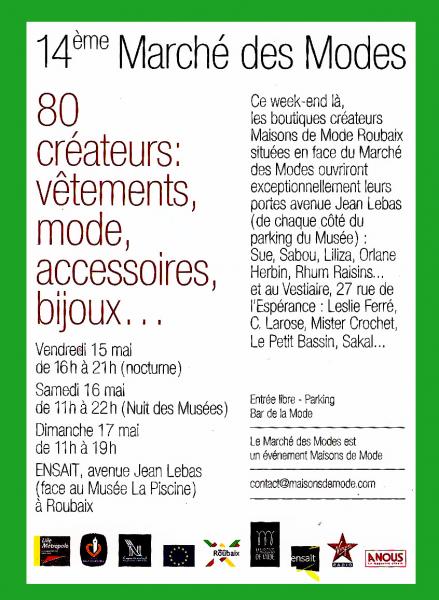 14ème Marché des Modes
80
créateurs:
vêtements,
mode,
accessoires,
bijoux...
Vendredi 15 mai
de 16h à 21h (nocturne)
Samedi 16 mai
de 11h à 22h (Nuit des Musées)
Dimanche 17 mai
de 11h à 19h
ENSAIT, avenue Jean Lebas
(face au Musée La Piscine)
à Roubaix
Ce week-end là,
les boutiques créateurs
Maisons de Mode Roubaix
situées en face du Marché
des Modes ouvriront
exceptionnellement leurs
portes avenue Jean Lebas
(de chaque côté du
parking du Musée) :
Sue, Sabou, Liliza, Orlane
Herbin, Rhum Raisins...
et au Vestiaire, 27 rue de
l'Espérance : Leslie Ferré,
C. Larose, Mister Crochet,
Le Petit Bassin, Sakal...
Entrée libre - Parking
Bar de la Mode
Le Marché des Modes est
un événement Maisons de Mode
contact@maisonsdemode.com
Lille
Métropole
Roubaix
MAISONS
DE MODE
ensait
Virgin
RADIO
A NOUS